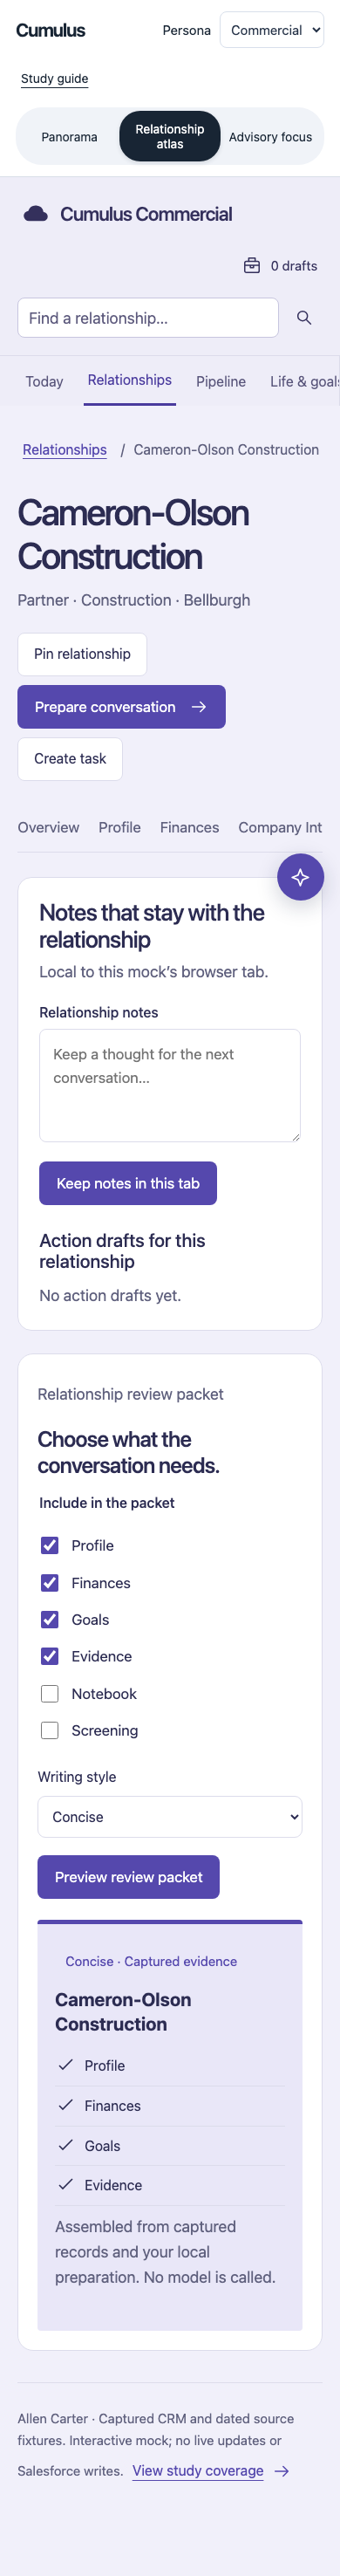 Cumulus
Persona
Commercial
Study guide
Panorama
Relationship
atlas
Advisory focus
Cumulus Commercial
0 drafts
Find a relationship...
Today
Relationships
Pipeline
Life & goals
Relationships / Cameron-Olson Construction
Cameron-Olson
Construction
Partner · Construction · Bellburgh
Pin relationship
Prepare conversation →
Create task
Overview
Profile
Finances
Company Int
Notes that stay with the
relationship
Local to this mock's browser tab.
Relationship notes
Keep a thought for the next
conversation...
Keep notes in this tab
Action drafts for this
relationship
No action drafts yet.
Relationship review packet
Choose what the
conversation needs.
Include in the packet
Profile
Finances
Goals
Evidence
Notebook
Screening
Writing style
Concise
Preview review packet
Concise · Captured evidence
Cameron-Olson
Construction
Profile
Finances
Goals
Evidence
Assembled from captured
records and your local
preparation. No model is called.
Allen Carter · Captured CRM and dated source
fixtures. Interactive mock; no live updates or
Salesforce writes. View study coverage →